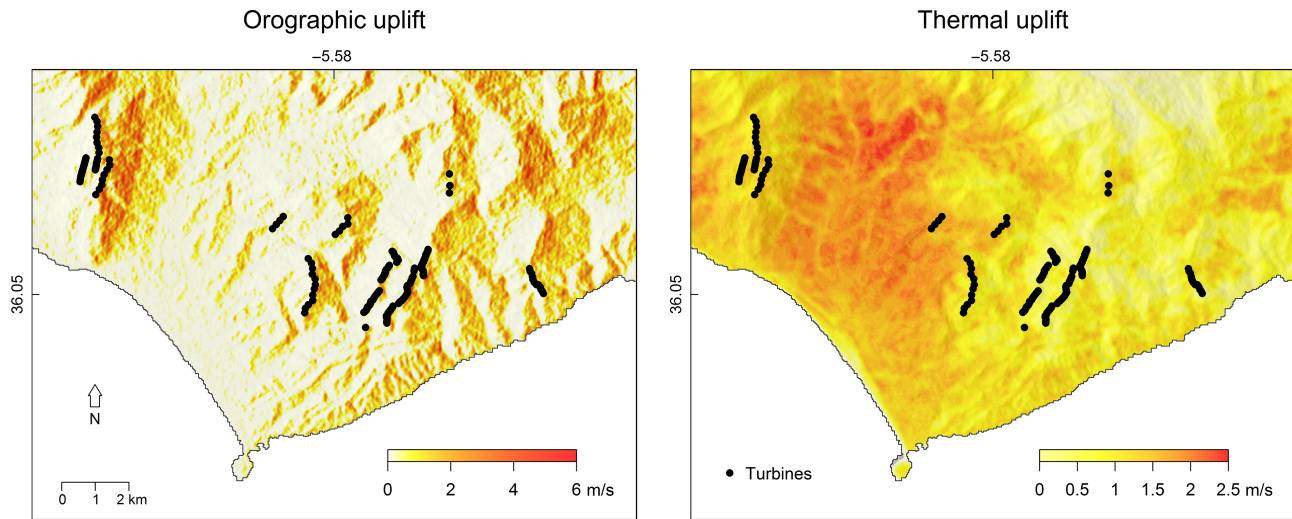 Orographic uplift
Thermal uplift
−5.58
−5.58
36.05
36.05
N
0 1 2 km
0 2 4 6 m/s
Turbines
0 0.5 1 1.5 2 2.5 m/s